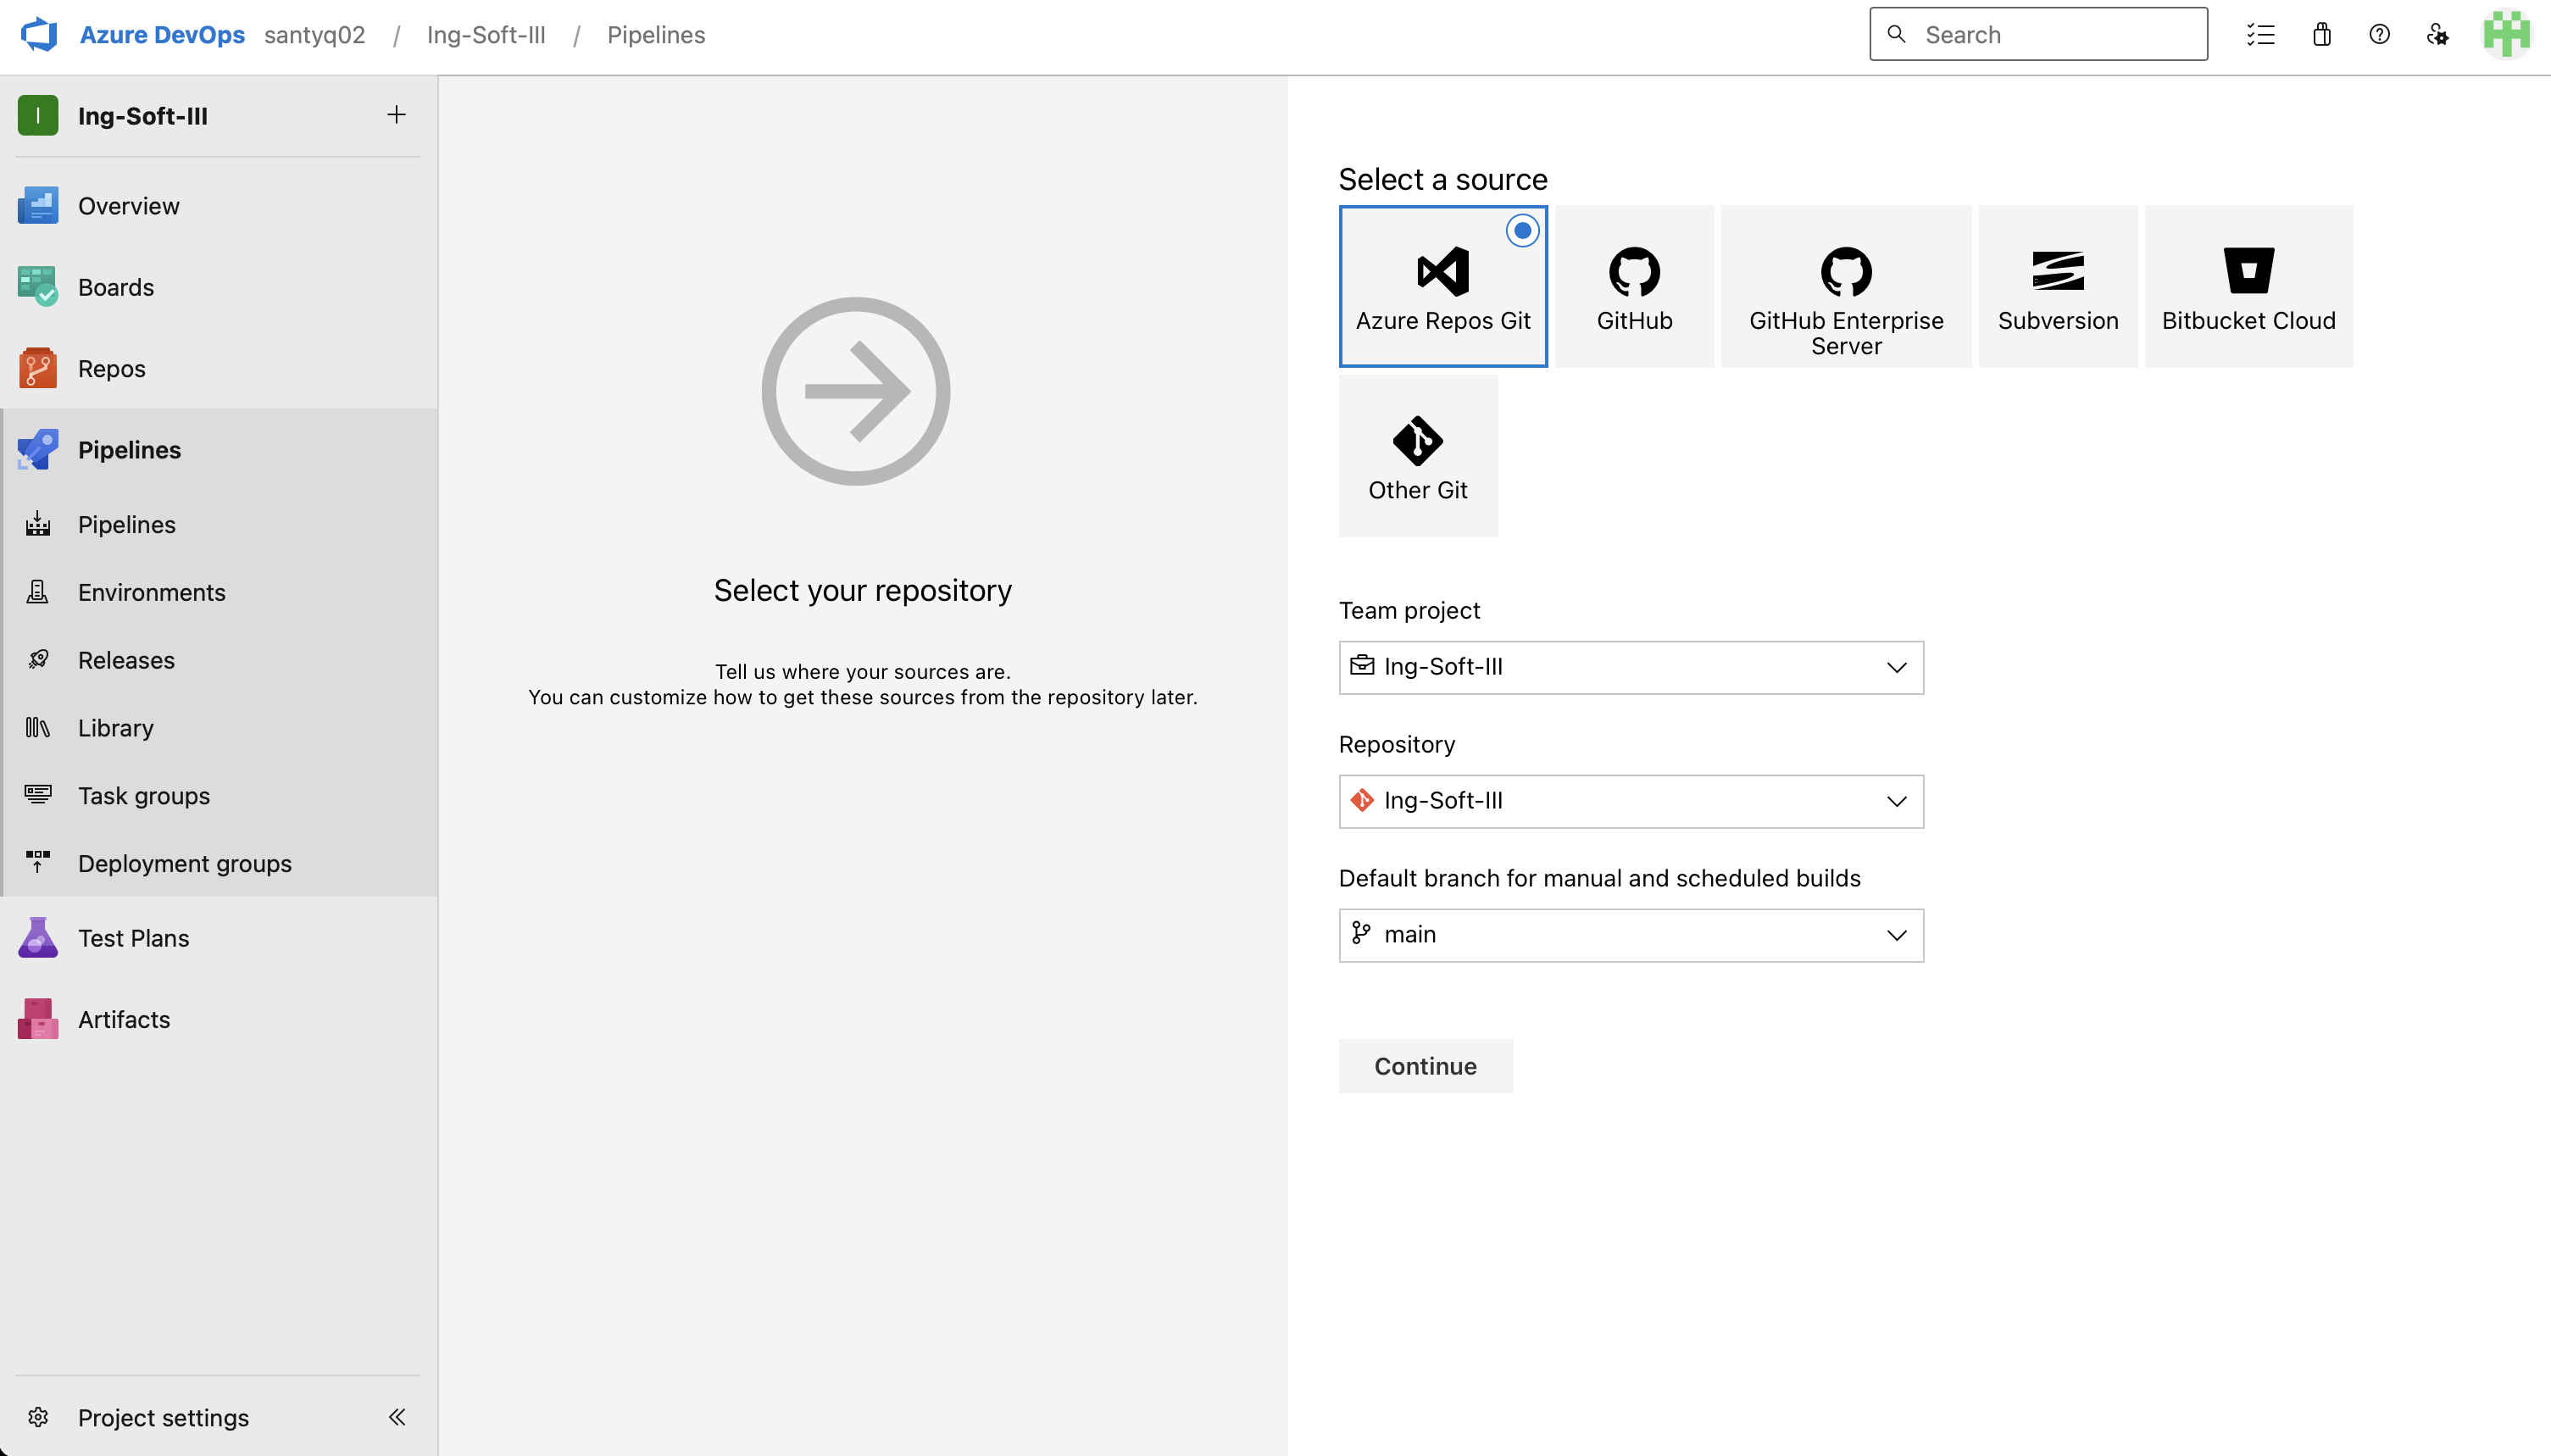 Azure DevOps santyq02 / Ing-Soft-III / Pipelines
Search
I Ing-Soft-III
Overview
Boards
Repos
Pipelines
Pipelines
Environments
Releases
Library
Task groups
Deployment groups
Test Plans
Artifacts
Project settings
Select your repository
Tell us where your sources are.
You can customize how to get these sources from the repository later.
Select a source
Azure Repos Git
GitHub
GitHub Enterprise
Server
Subversion
Bitbucket Cloud
Other Git
Team project
Ing-Soft-III
Repository
Ing-Soft-III
Default branch for manual and scheduled builds
main
Continue